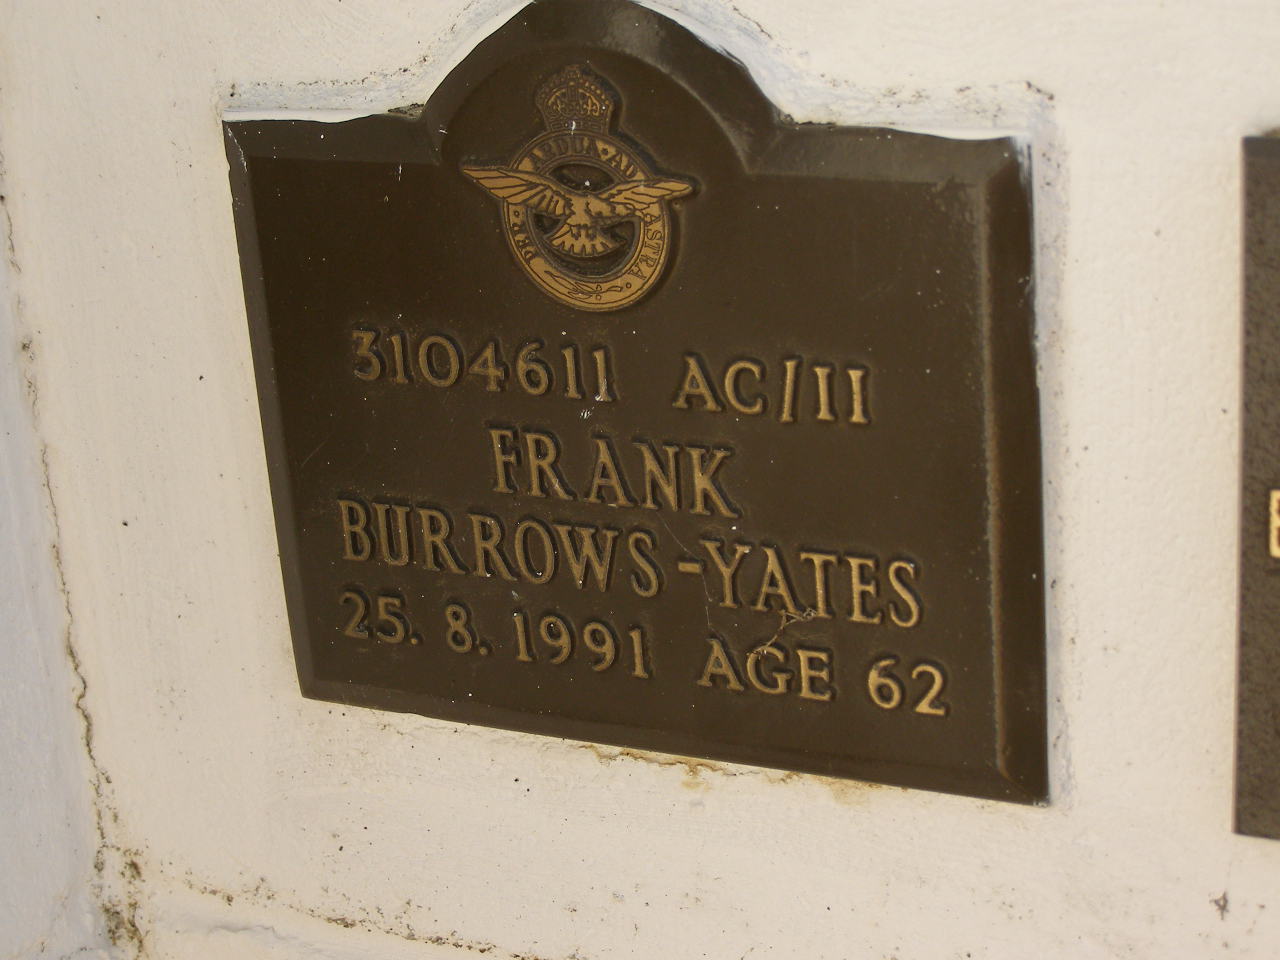 PER · ARDUA · AD · ASTRA
3104611 AC/II
FRANK
BURROWS-YATES
25. 8. 1991 AGE 62